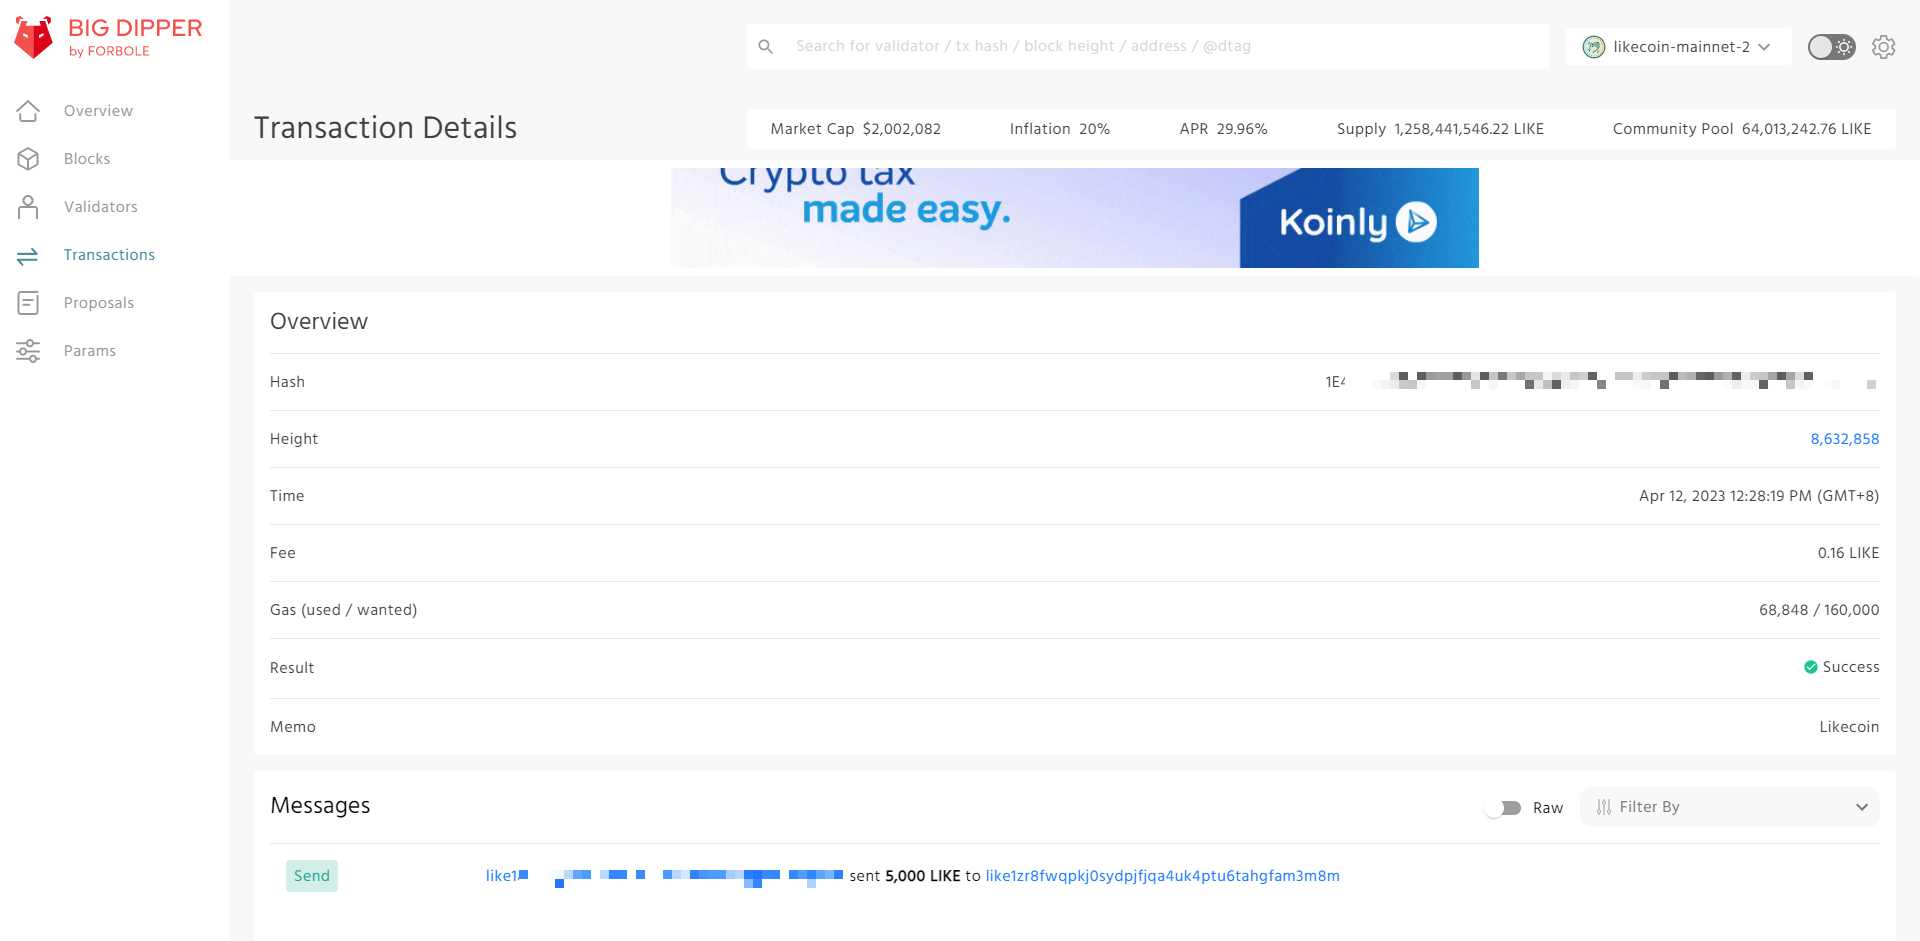 BIG DIPPER
by FORBOLE
Search for validator / tx hash / block height / address / @dtag
likecoin-mainnet-2
Overview
Blocks
Validators
Transactions
Proposals
Params
Transaction Details
Market Cap $2,002,082 Inflation 20% APR 29.96% Supply 1,258,441,546.22 LIKE Community Pool 64,013,242.76 LIKE
Crypto tax
made easy.
Koinly
Overview
Hash 1E4
Height 8,632,858
Time Apr 12, 2023 12:28:19 PM (GMT+8)
Fee 0.16 LIKE
Gas (used / wanted) 68,848 / 160,000
Result Success
Memo Likecoin
Messages Raw Filter By
Send like1 sent 5,000 LIKE to like1zr8fwqpkj0sydpjfjqa4uk4ptu6tahgfam3m8m